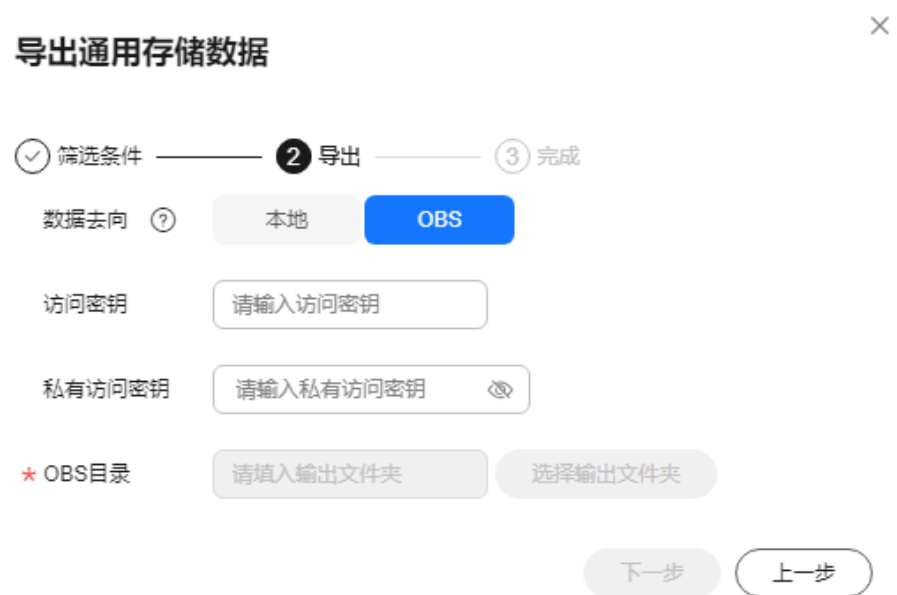 导出通用存储数据
筛选条件 2 导出 3 完成
数据去向 ? 本地 OBS
访问密钥 请输入访问密钥
私有访问密钥 请输入私有访问密钥
* OBS目录 请填入输出文件夹 选择输出文件夹
下一步 上一步